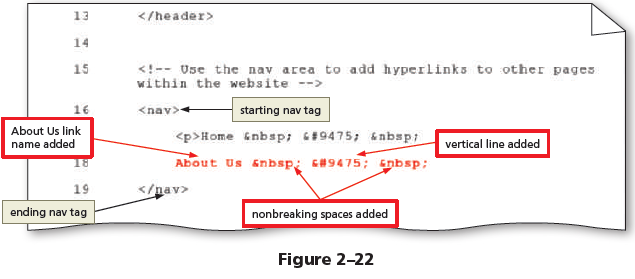 13 </header>
14
15 <!-- Use the nav area to add hyperlinks to other pages
within the website -->
16 <nav>
starting nav tag
<p>Home &nbsp; &#9475; &nbsp;
About Us link
name added
vertical line added
18 About Us &nbsp; &#9475; &nbsp;
19 </nav>
ending nav tag
nonbreaking spaces added
Figure 2–22